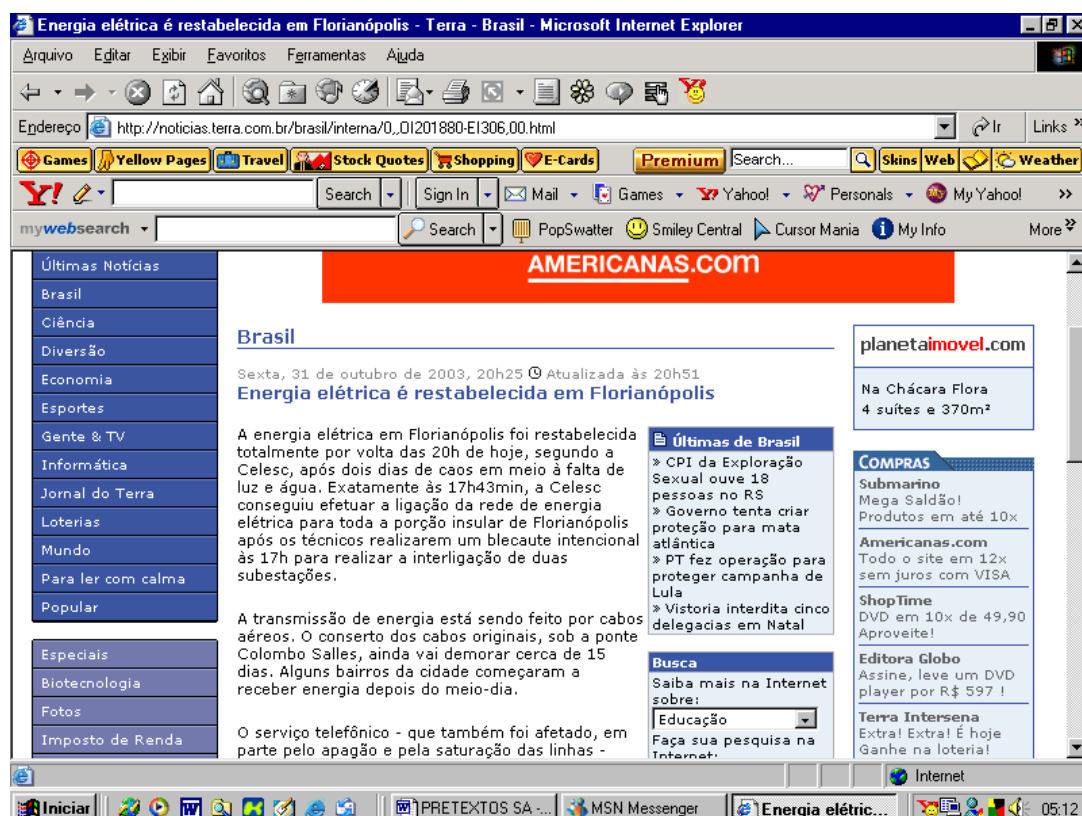 Energia elétrica é restabelecida em Florianópolis - Terra - Brasil - Microsoft Internet Explorer
Arquivo Editar Exibir Favoritos Ferramentas Ajuda
Endereço http://noticias.terra.com.br/brasil/interna/0,,OI201880-EI306,00.html Ir Links »
Games Yellow Pages Travel Stock Quotes Shopping E-Cards Premium Search... Skins Web Weather
Y! Search Sign In Mail Games Yahoo! Personals My Yahoo! »
mywebsearch Search PopSwatter Smiley Central Cursor Mania My Info More »
Últimas Notícias
Brasil
Ciência
Diversão
Economia
Esportes
Gente & TV
Informática
Jornal do Terra
Loterias
Mundo
Para ler com calma
Popular
Especiais
Biotecnologia
Fotos
Imposto de Renda
AMERICANAS.COM
Brasil
Sexta, 31 de outubro de 2003, 20h25 Atualizada às 20h51
Energia elétrica é restabelecida em Florianópolis
A energia elétrica em Florianópolis foi restabelecida
totalmente por volta das 20h de hoje, segundo a
Celesc, após dois dias de caos em meio à falta de
luz e água. Exatamente às 17h43min, a Celesc
conseguiu efetuar a ligação da rede de energia
elétrica para toda a porção insular de Florianópolis
após os técnicos realizarem um blecaute intencional
às 17h para realizar a interligação de duas
subestações.
A transmissão de energia está sendo feito por cabos
aéreos. O conserto dos cabos originais, sob a ponte
Colombo Salles, ainda vai demorar cerca de 15
dias. Alguns bairros da cidade começaram a
receber energia depois do meio-dia.
O serviço telefônico - que também foi afetado, em
parte pelo apagão e pela saturação das linhas -
Últimas de Brasil
» CPI da Exploração
Sexual ouve 18
pessoas no RS
» Governo tenta criar
proteção para mata
atlântica
» PT fez operação para
proteger campanha de
Lula
» Vistoria interdita cinco
delegacias em Natal
Busca
Saiba mais na Internet
sobre:
Educação
Faça sua pesquisa na
Internet:
planetaimovel.com
Na Chácara Flora
4 suítes e 370m²
COMPRAS
Submarino
Mega Saldão!
Produtos em até 10x
Americanas.com
Todo o site em 12x
sem juros com VISA
ShopTime
DVD em 10x de 49,90
Aproveite!
Editora Globo
Assine, leve um DVD
player por R$ 597 !
Terra Intersena
Extra! Extra! É hoje
Ganhe na loteria!
Internet
Iniciar PRETEXTOS SA -... MSN Messenger Energia elétric... 05:12